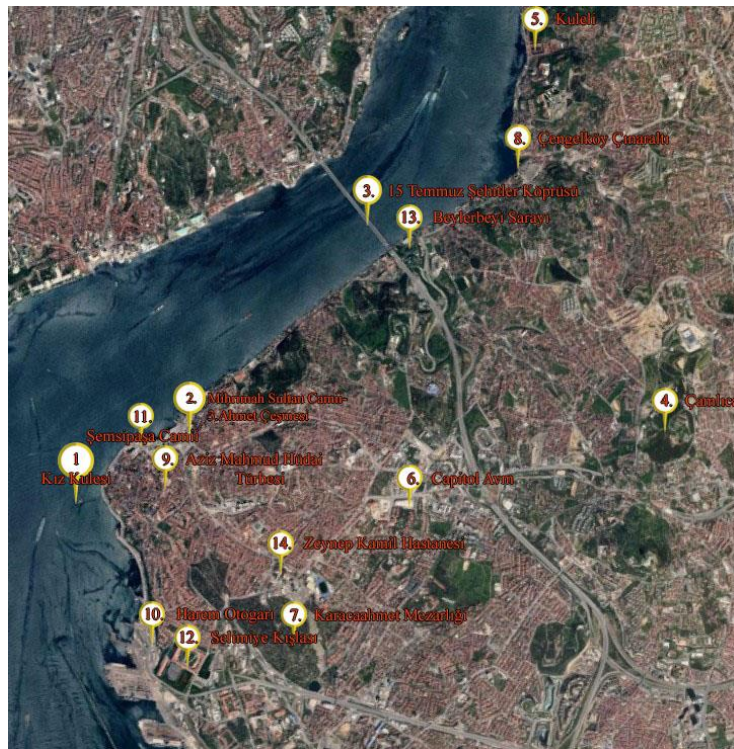 5. Kuleli
8. Çengelköy Çınaraltı
3. 15 Temmuz Şehitler Köprüsü
13. Beylerbeyi Sarayı
2. Mihrimah Sultan Camii-
3.Ahmet Çeşmesi
4. Çamlıca
11. Şemsipaşa Camii
1 Kız Kulesi
9. Aziz Mahmud Hüdai
Türbesi
6. Capitol Avm
14. Zeynep Kamil Hastanesi
10. Harem Otogarı
7. Karacaahmet Mezarlığı
12. Selimiye Kışlası